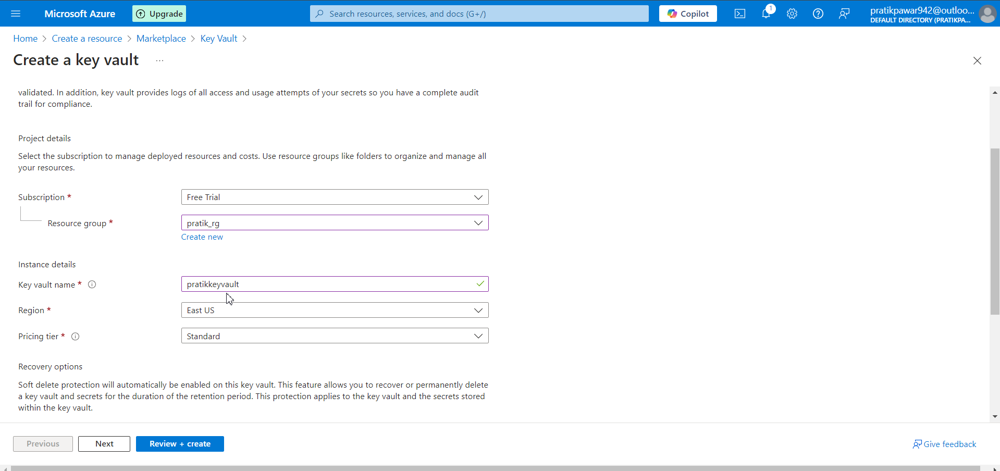 Microsoft Azure
Upgrade
Search resources, services, and docs (G+/)
Copilot
1
pratikpawar942@outloo...
DEFAULT DIRECTORY (PRATIKPA...
Home > Create a resource > Marketplace > Key Vault >
Create a key vault ...
validated. In addition, key vault provides logs of all access and usage attempts of your secrets so you have a complete audit
trail for compliance.
Project details
Select the subscription to manage deployed resources and costs. Use resource groups like folders to organize and manage all
your resources.
Subscription *
Free Trial
Resource group *
pratik_rg
Create new
Instance details
Key vault name *
pratikkeyvault
Region *
East US
Pricing tier *
Standard
Recovery options
Soft delete protection will automatically be enabled on this key vault. This feature allows you to recover or permanently delete
a key vault and secrets for the duration of the retention period. This protection applies to the key vault and the secrets stored
within the key vault.
Previous
Next
Review + create
Give feedback